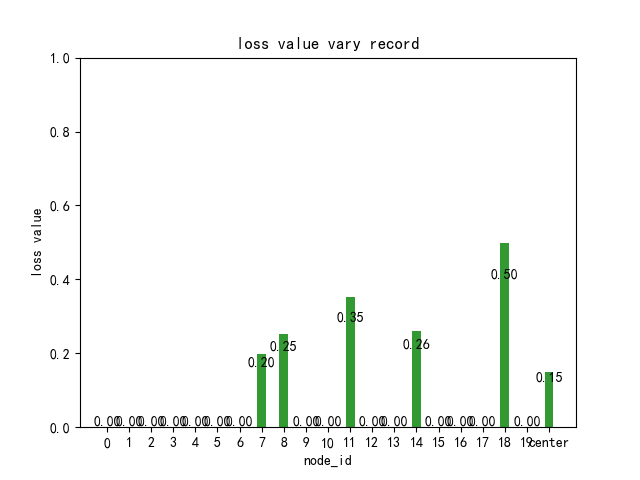 loss value vary record
1.0
0.8
0.6
0.4
0.2
0.0
loss value
0.00 0.00 0.00 0.00 0.00 0.00 0.00 0.20 0.25 0.00 0.00 0.35 0.00 0.00 0.26 0.00 0.00 0.00 0.50 0.00 0.15
0 1 2 3 4 5 6 7 8 9 10 11 12 13 14 15 16 17 18 19 center
node_id